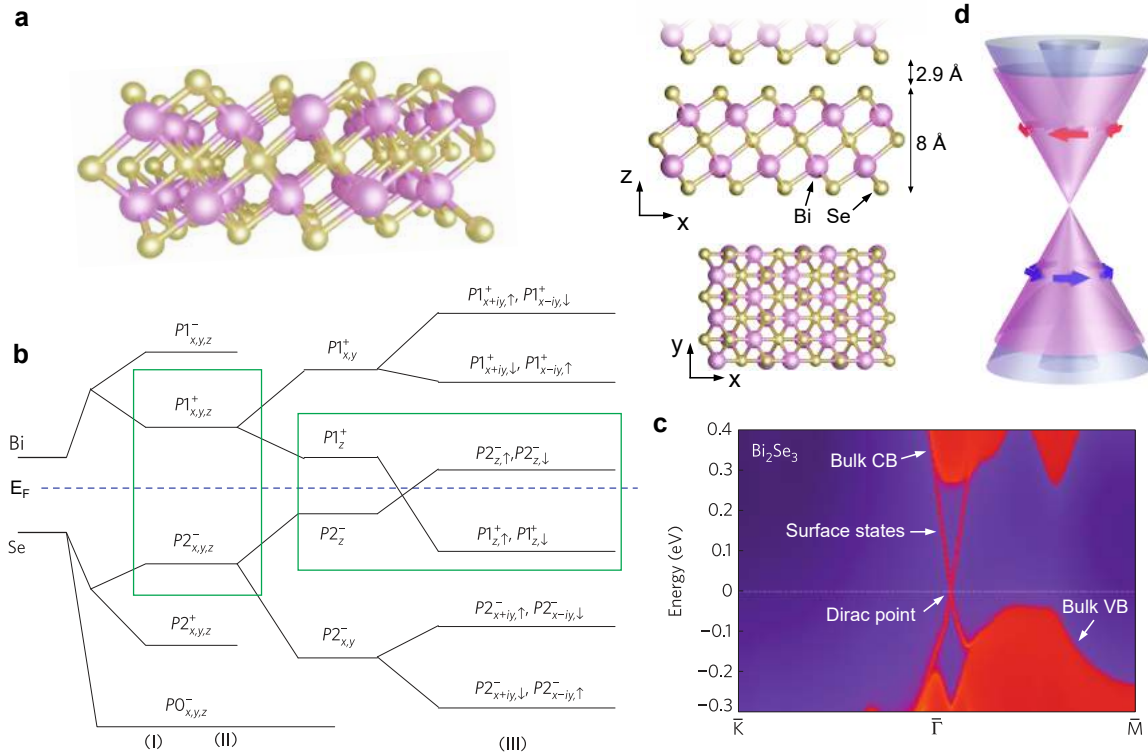 a
2.9 Å
8 Å
z
x
Bi
Se
y
x
d
b
Bi
E_F
Se
P1^-_{x,y,z}
P1^+_{x,y,z}
P2^-_{x,y,z}
P2^+_{x,y,z}
P0^-_{x,y,z}
P1^+_{x,y}
P1^+_z
P2^-_z
P2^-_{x,y}
P1^+_{x+iy,↑}, P1^+_{x−iy,↓}
P1^+_{x+iy,↓}, P1^+_{x−iy,↑}
P2^-_{z,↑}, P2^-_{z,↓}
P1^+_{z,↑}, P1^+_{z,↓}
P2^-_{x+iy,↑}, P2^-_{x−iy,↓}
P2^-_{x+iy,↓}, P2^-_{x−iy,↑}
(I)
(II)
(III)
c
Bi₂Se₃
Bulk CB
Surface states
Dirac point
Bulk VB
Energy (eV)
0.4
0.3
0.2
0.1
0
−0.1
−0.2
−0.3
K̄
Γ̄
M̄